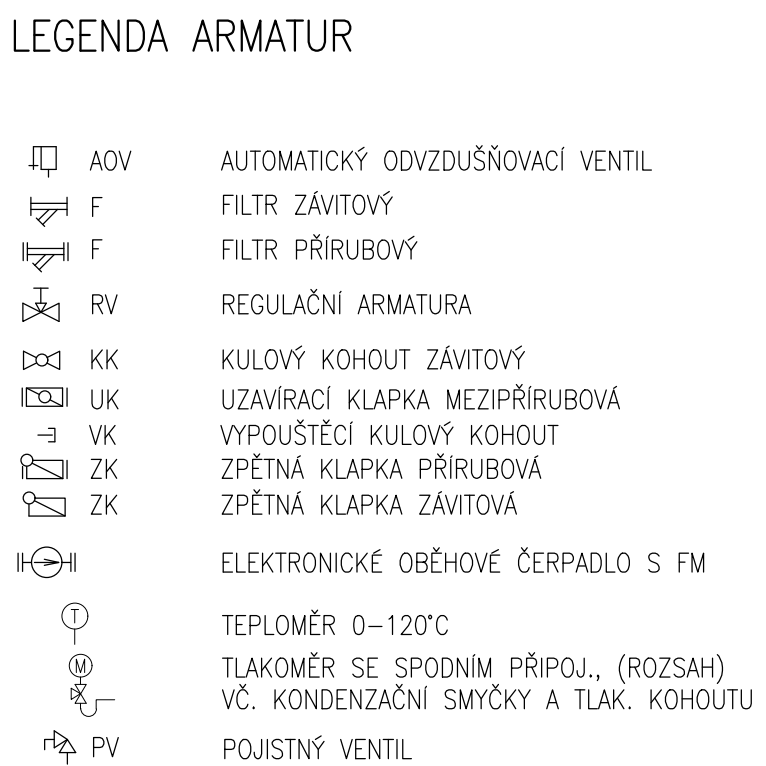 LEGENDA ARMATUR
AOV AUTOMATICKÝ ODVZDUŠŇOVACÍ VENTIL
F FILTR ZÁVITOVÝ
F FILTR PŘÍRUBOVÝ
RV REGULAČNÍ ARMATURA
KK KULOVÝ KOHOUT ZÁVITOVÝ
UK UZAVÍRACÍ KLAPKA MEZIPŘÍRUBOVÁ
VK VYPOUŠTĚCÍ KULOVÝ KOHOUT
ZK ZPĚTNÁ KLAPKA PŘÍRUBOVÁ
ZK ZPĚTNÁ KLAPKA ZÁVITOVÁ
ELEKTRONICKÉ OBĚHOVÉ ČERPADLO S FM
T TEPLOMĚR 0-120°C
M TLAKOMĚR SE SPODNÍM PŘIPOJ., (ROZSAH)
VČ. KONDENZAČNÍ SMYČKY A TLAK. KOHOUTU
PV POJISTNÝ VENTIL